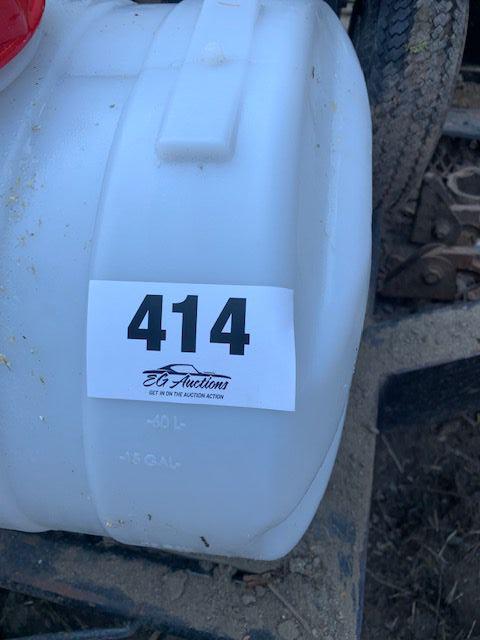 414
EG Auctions
GET IN ON THE AUCTION ACTION
-60 L-
-15 GAL-